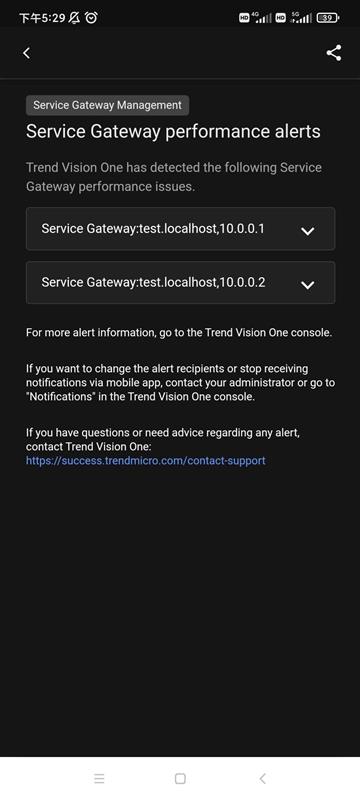 下午5:29 HD 4G HD 5G 39
Service Gateway Management
Service Gateway performance alerts
Trend Vision One has detected the following Service
Gateway performance issues.
Service Gateway:test.localhost,10.0.0.1
Service Gateway:test.localhost,10.0.0.2
For more alert information, go to the Trend Vision One console.
If you want to change the alert recipients or stop receiving
notifications via mobile app, contact your administrator or go to
"Notifications" in the Trend Vision One console.
If you have questions or need advice regarding any alert,
contact Trend Vision One:
https://success.trendmicro.com/contact-support